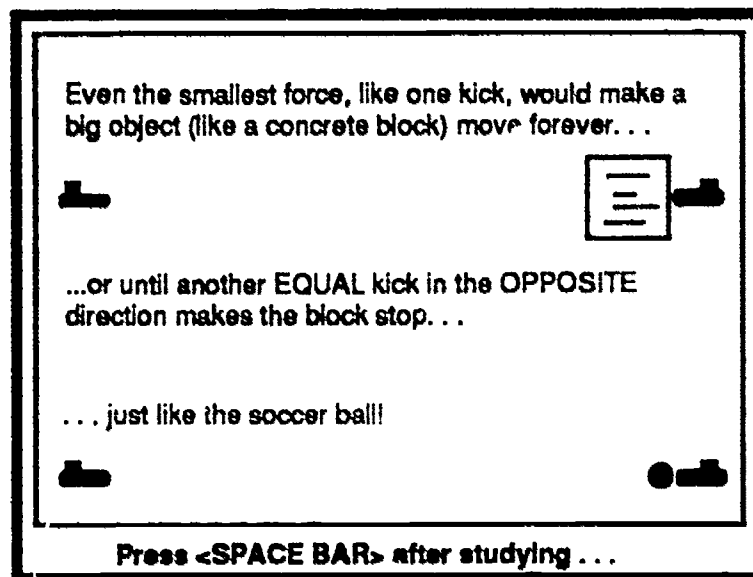 Even the smallest force, like one kick, would make a
big object (like a concrete block) move forever. . .
...or until another EQUAL kick in the OPPOSITE
direction makes the block stop. . .
. . . just like the soccer ball!
Press <SPACE BAR> after studying . . .